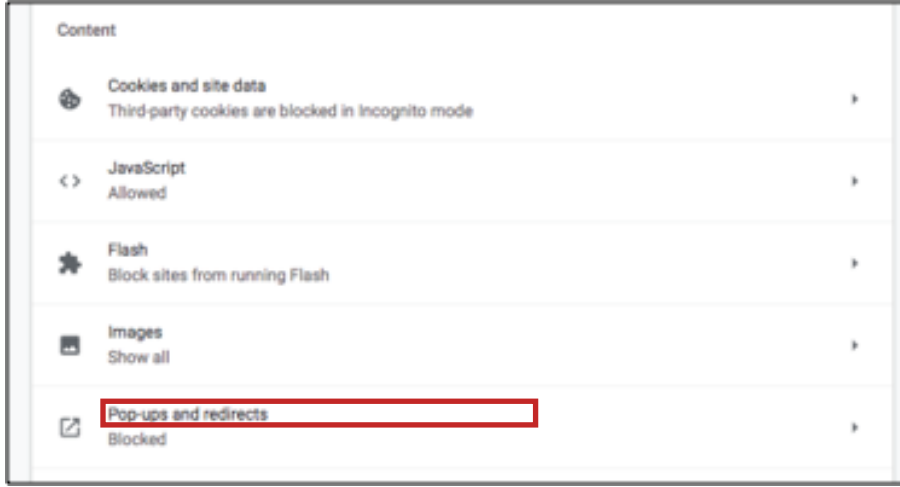 Content
Cookies and site data
Third-party cookies are blocked in Incognito mode
JavaScript
Allowed
Flash
Block sites from running Flash
Images
Show all
Pop-ups and redirects
Blocked